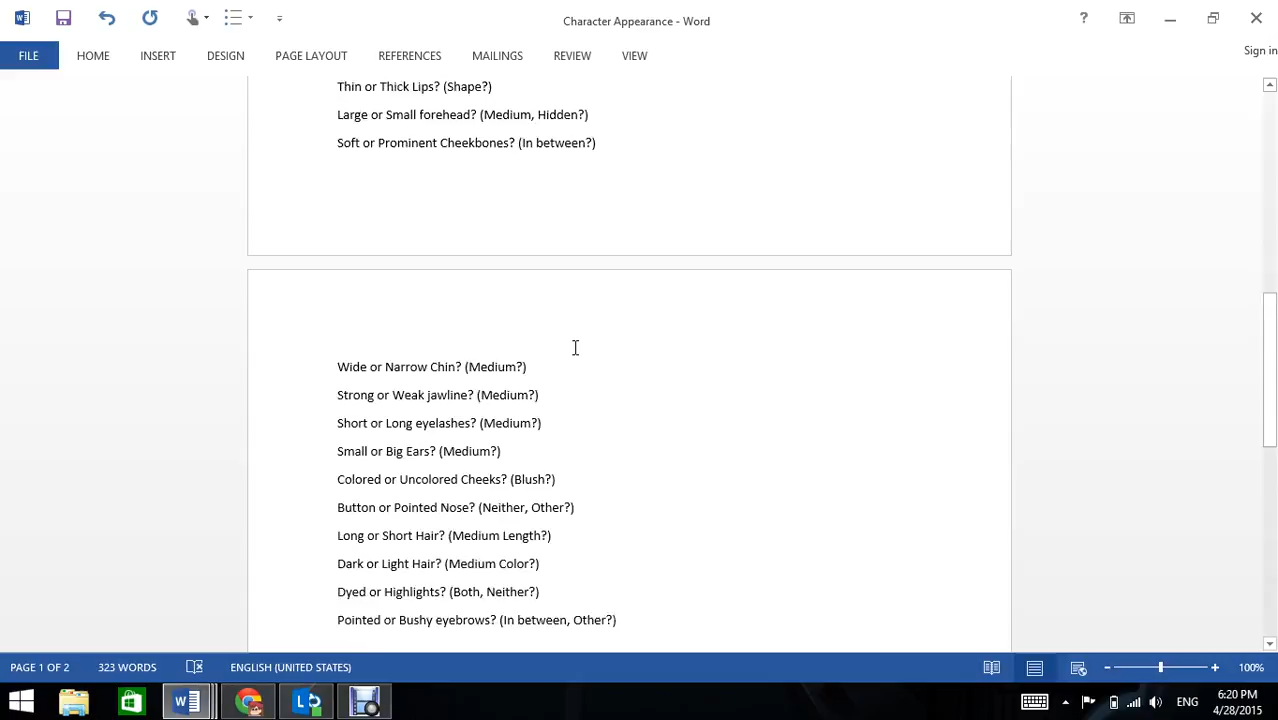 Character Appearance - Word
?
FILE HOME INSERT DESIGN PAGE LAYOUT REFERENCES MAILINGS REVIEW VIEW
Sign in
Thin or Thick Lips? (Shape?)
Large or Small forehead? (Medium, Hidden?)
Soft or Prominent Cheekbones? (In between?)
Wide or Narrow Chin? (Medium?)
Strong or Weak jawline? (Medium?)
Short or Long eyelashes? (Medium?)
Small or Big Ears? (Medium?)
Colored or Uncolored Cheeks? (Blush?)
Button or Pointed Nose? (Neither, Other?)
Long or Short Hair? (Medium Length?)
Dark or Light Hair? (Medium Color?)
Dyed or Highlights? (Both, Neither?)
Pointed or Bushy eyebrows? (In between, Other?)
PAGE 1 OF 2 323 WORDS ENGLISH (UNITED STATES) 100%
ENG
6:20 PM
4/28/2015